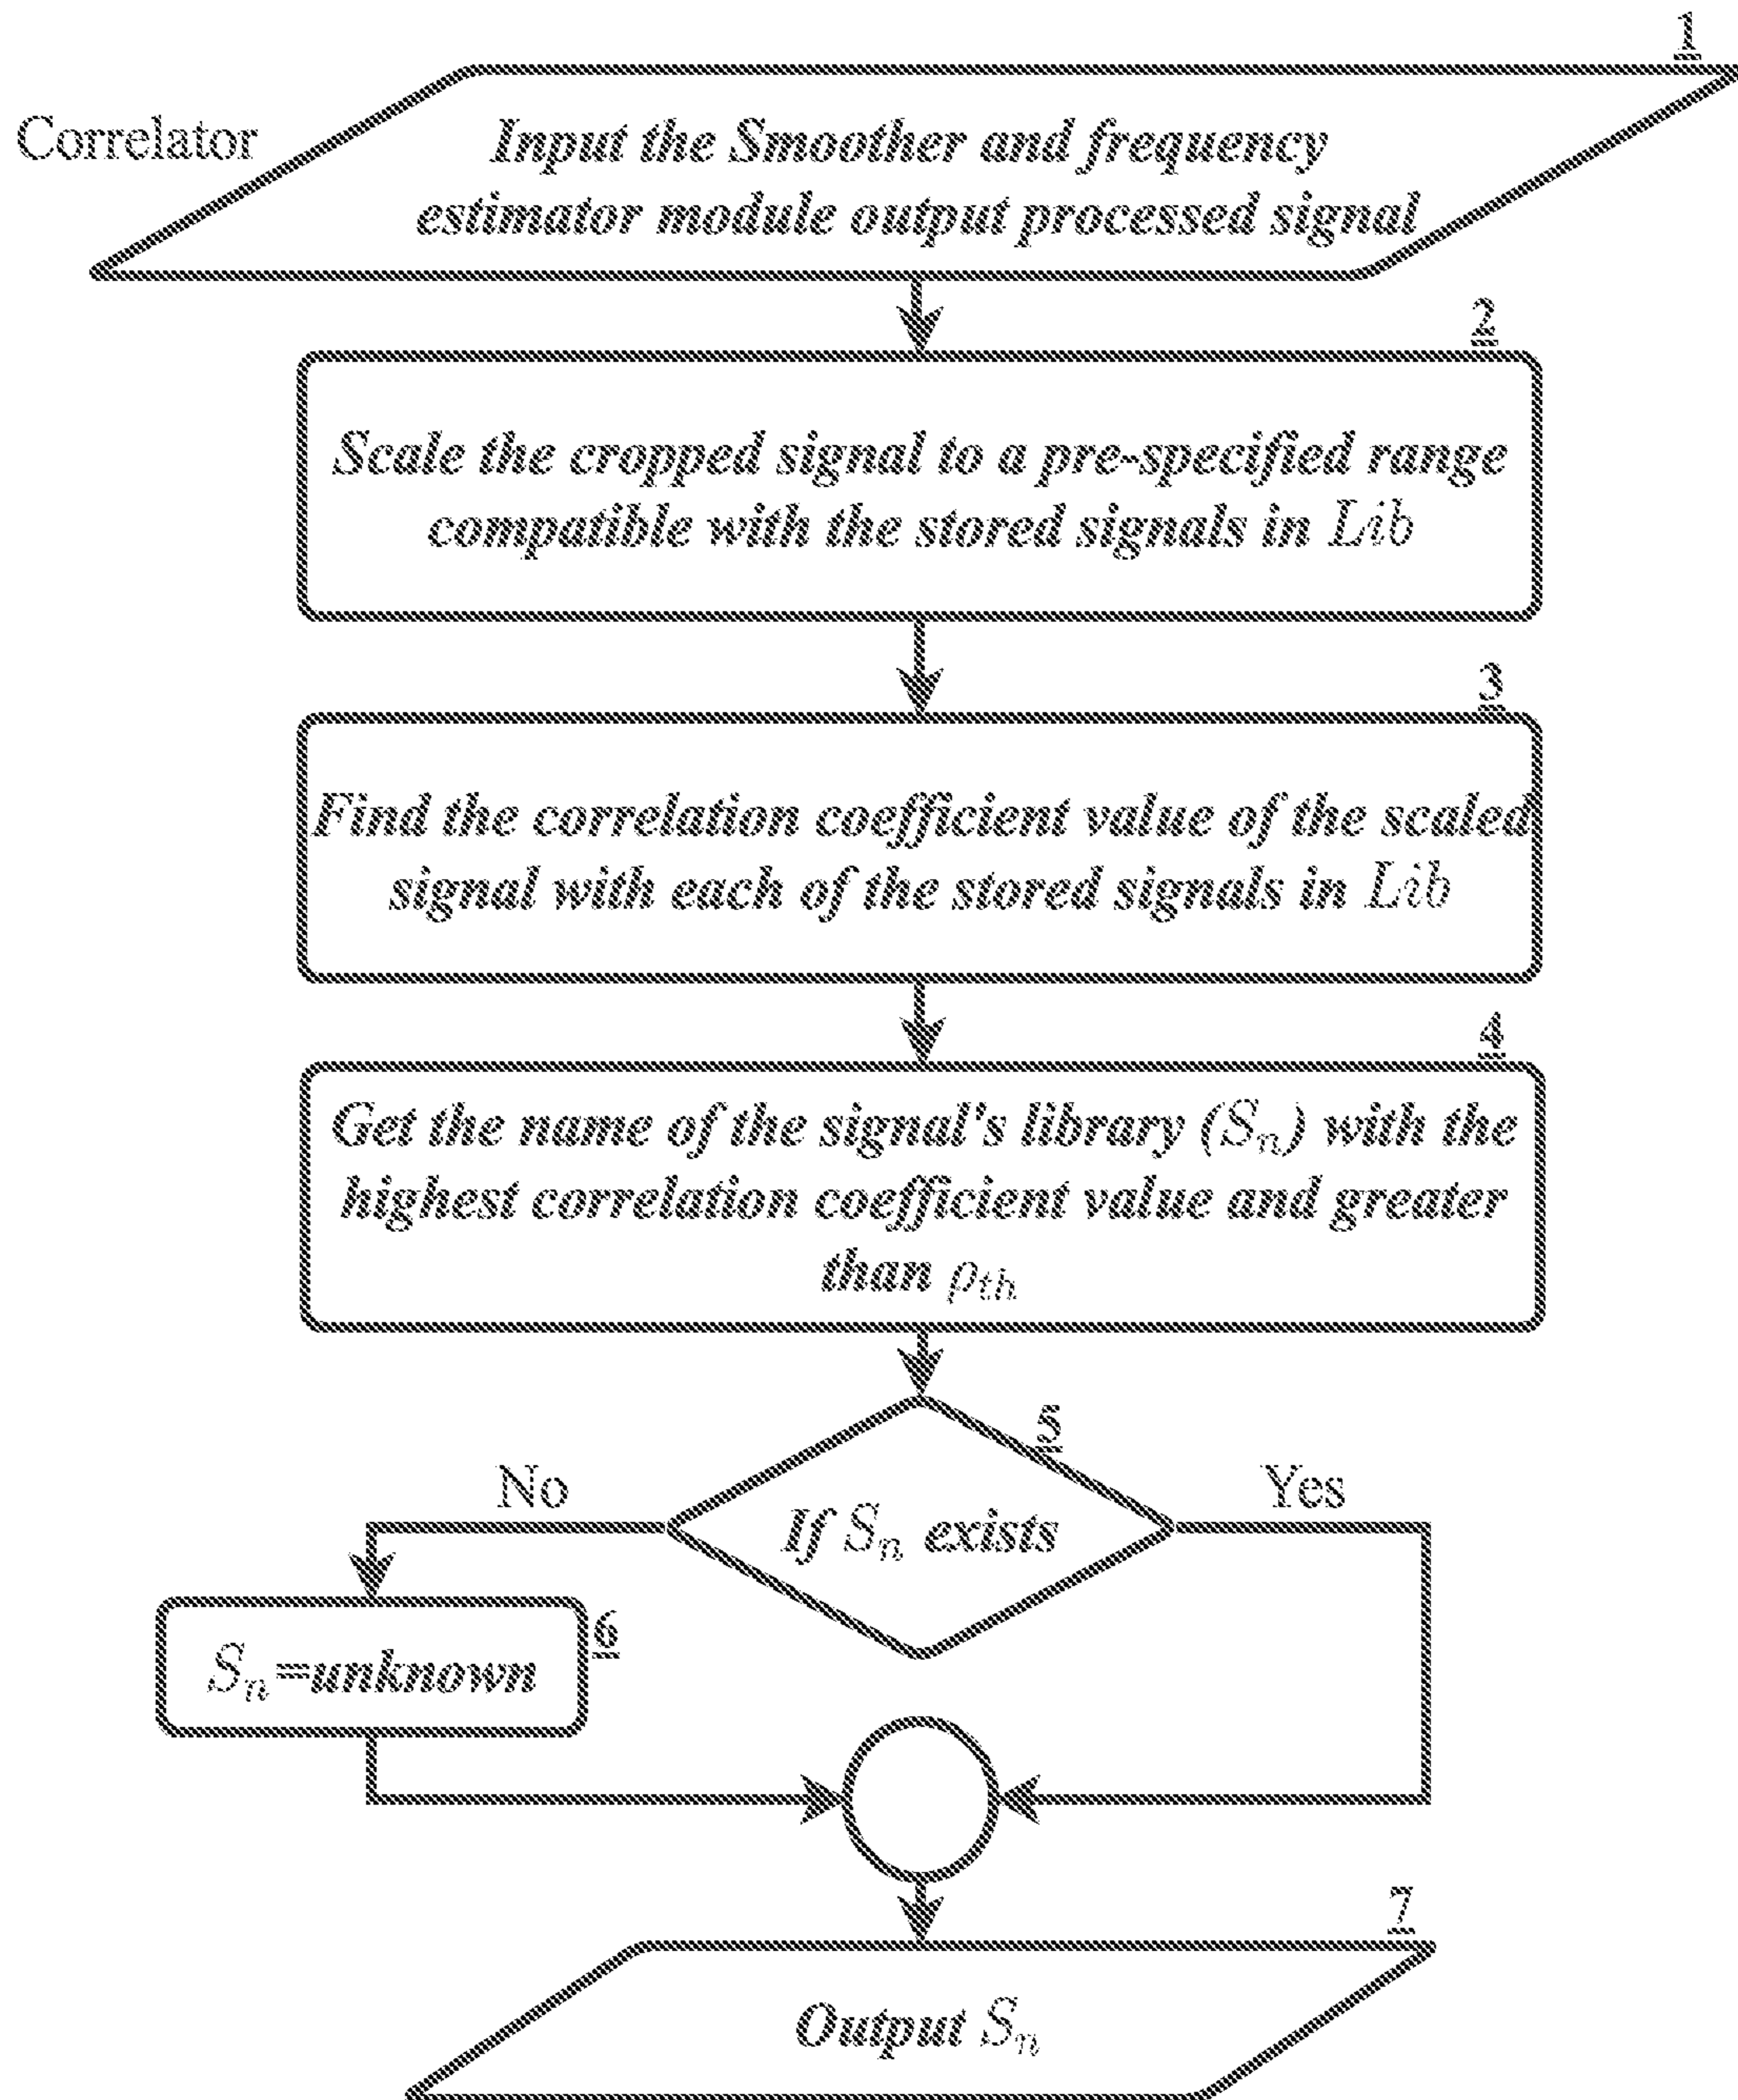 1
Correlator
Input the Smoother and frequency
estimator module output processed signal
2
Scale the cropped signal to a pre-specified range
compatible with the stored signals in Lib
3
Find the correlation coefficient value of the scaled
signal with each of the stored signals in Lib
4
Get the name of the signal's library (Sₙ) with the
highest correlation coefficient value and greater
than ρₜₕ
5
No
Yes
If Sₙ exists
6
Sₙ=unknown
7
Output Sₙ